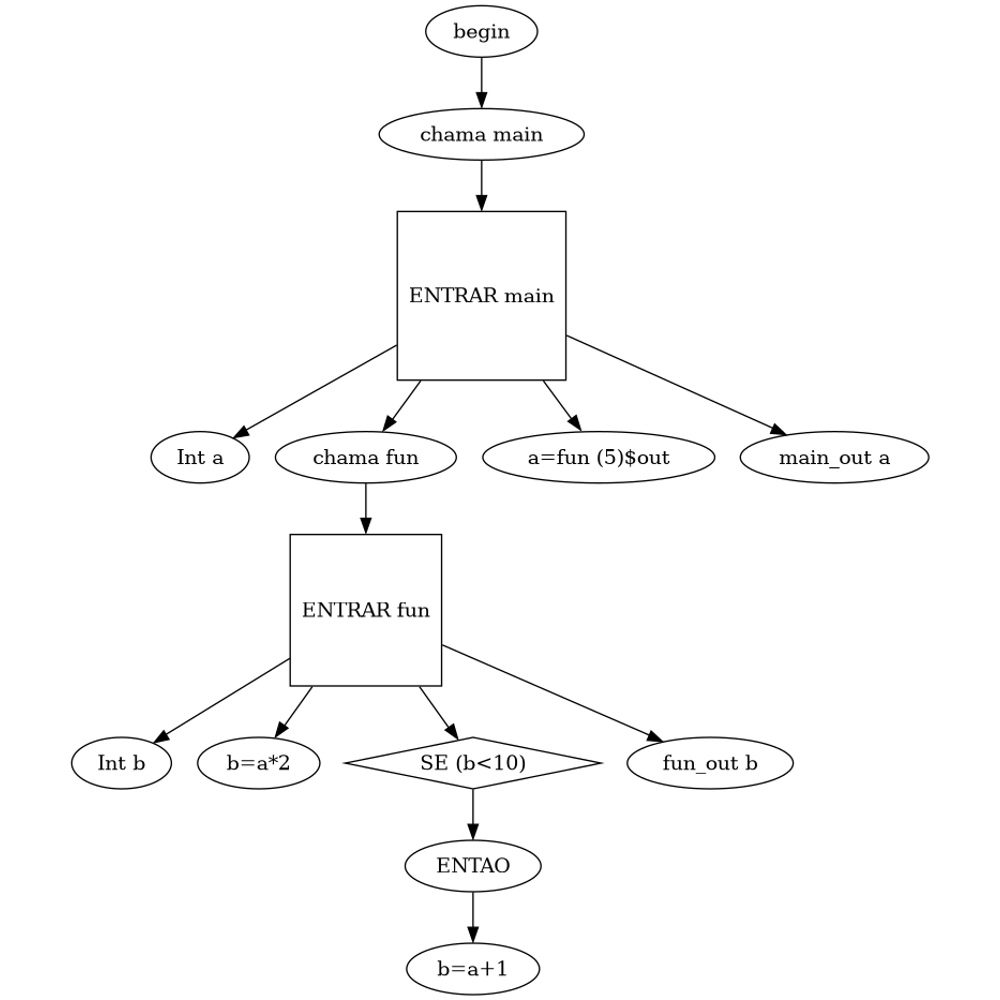 begin
chama main
ENTRAR main
Int a
chama fun
a=fun (5)$out
main_out a
ENTRAR fun
Int b
b=a*2
SE (b<10)
fun_out b
ENTAO
b=a+1